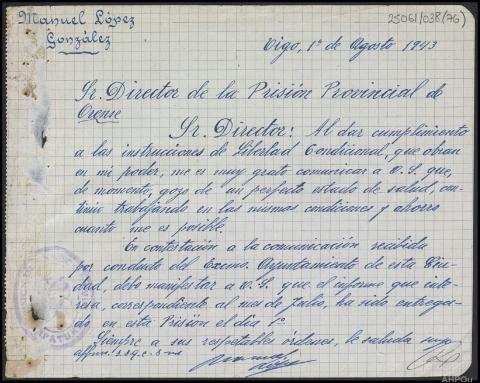 Manuel López
González
25061/038(76)
Vigo, 1º de Agosto 1943
Sr. Director de la Prisión Provincial de
Orense
Sr. Director: Al dar cumplimiento
a las instrucciones de Libertad Condicional, que obran
en mi poder, me es muy grato comunicar a V.S. que,
de momento, gozo de un perfecto estado de salud, con-
tinúo trabajando en las mismas condiciones y ahorro
cuanto me es posible.
En contestación a la comunicación recibida
por conducto del Excmo. Ayuntamiento de esta Ciu-
dad, debo manifestar a V.S. que el informe que inte-
resa, correspondiente al mes de Julio, ha sido entrega-
do, en esta Prisión el día 1º
Siempre a sus respetables órdenes, le saluda suyo
affmo. s.s.q.e.s.m
AHPOu